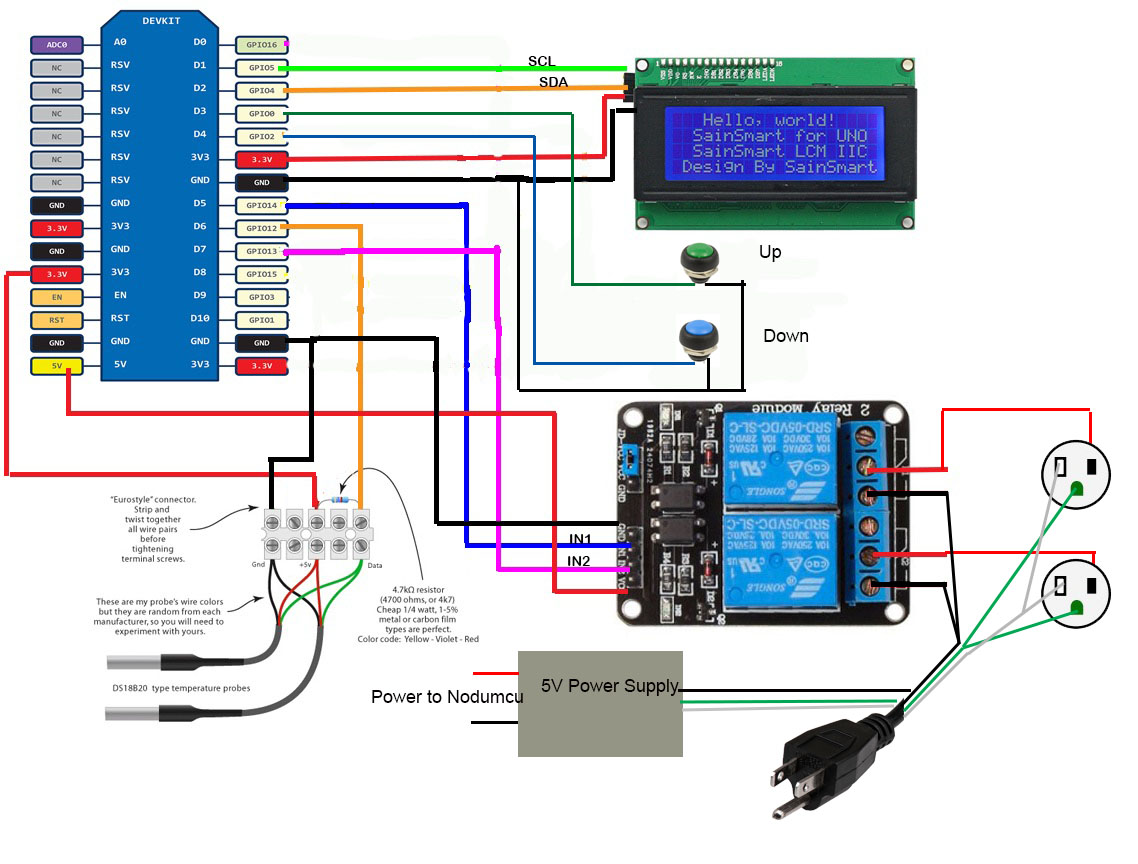 DEVKIT
ADC0 A0 D0 GPIO16
NC RSV D1 GPIO5
NC RSV D2 GPIO4
NC RSV D3 GPIO0
NC RSV D4 GPIO2
NC RSV 3V3 3.3V
NC RSV GND GND
GND GND D5 GPIO14
3.3V 3V3 D6 GPIO12
GND GND D7 GPIO13
3.3V 3V3 D8 GPIO15
EN EN D9 GPIO3
RST RST D10 GPIO1
GND GND GND GND
5V 5V 3V3 3.3V
SCL
SDA
Hello, world!
SainSmart for UNO
SainSmart LCM IIC
Design By SainSmart
Up
Down
2 Relay Module
SRD-05VDC-SL-C
10A 250VAC 10A 125VAC
10A 30VDC 10A 28VDC
SONGLE
SRD-05VDC-SL-C
10A 250VAC 10A 125VAC
10A 30VDC 10A 28VDC
SONGLE
IN1
IN2
"Eurostyle" connector.
Strip and
twist together
all wire pairs
before
tightening
terminal screws.
Gnd
+5v
Data
These are my probe's wire colors
but they are random from each
manufacturer, so you will need to
experiment with yours.
4.7kΩ resistor
(4700 ohms, or 4k7)
Cheap 1/4 watt, 1-5%
metal or carbon film
types are perfect.
Color code: Yellow - Violet - Red
DS18B20 type temperature probes
Power to Nodumcu
5V Power Supply